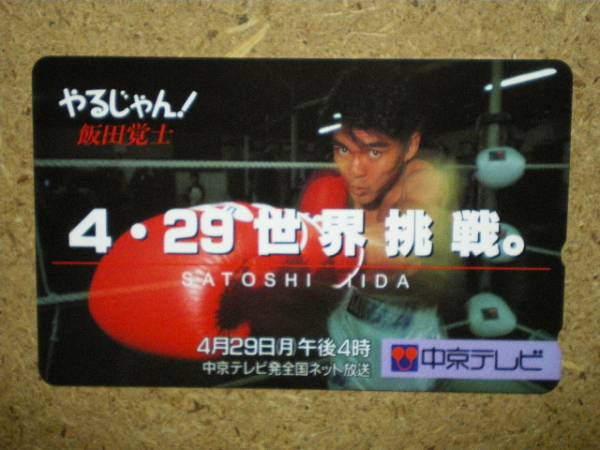 やるじゃん!
飯田覚士
4・29世界挑戦。
SATOSHI IIDA
4月29日月午後4時
中京テレビ発全国ネット放送
中京テレビ